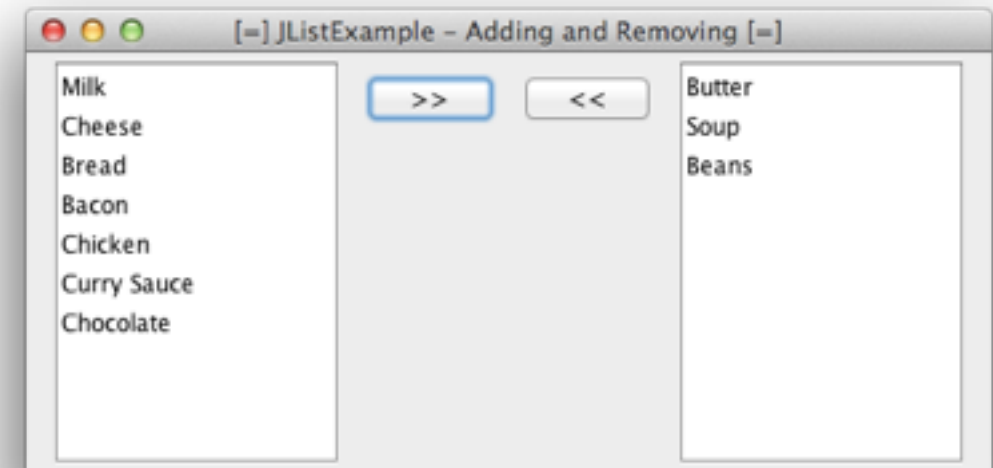 [=] JListExample – Adding and Removing [=]
Milk
Cheese
Bread
Bacon
Chicken
Curry Sauce
Chocolate
>>
<<
Butter
Soup
Beans